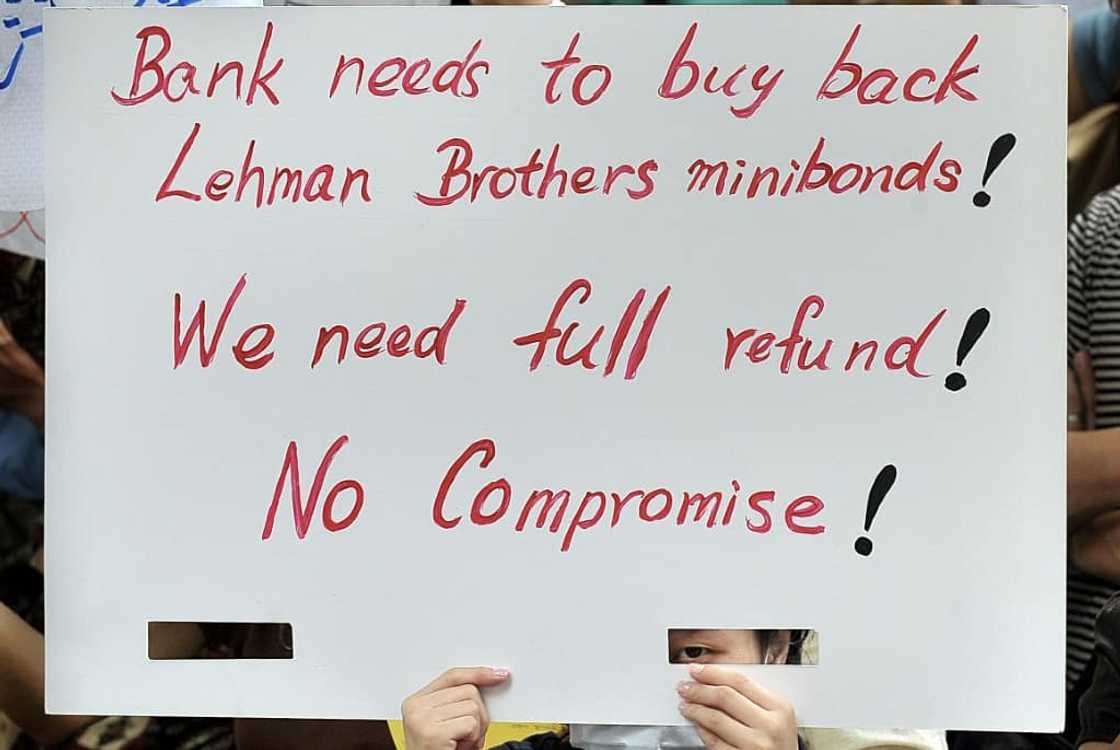 Bank needs to buy back
Lehman Brothers minibonds!
We need full refund!
No Compromise!